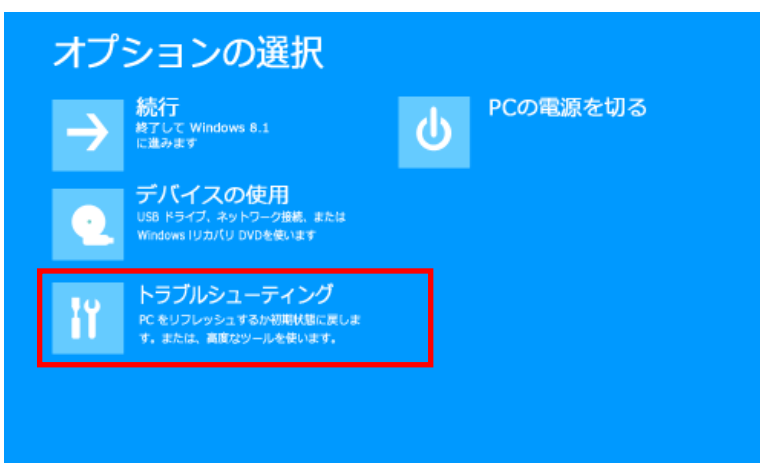 オプションの選択
続行
終了して Windows 8.1
に進みます
PCの電源を切る
デバイスの使用
USB ドライブ、ネットワーク接続、または
Windows lリカバリ DVDを使います
トラブルシューティング
PC をリフレッシュするか初期状態に戻しま
す。または、高度なツールを使います。